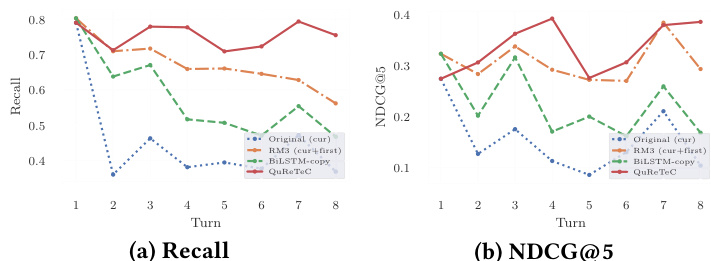 0.8
0.7
0.6
0.5
0.4
Recall
Original (cur)
RM3 (cur+first)
BiLSTM-copy
QuReTeC
1 2 3 4 5 6 7 8
Turn
(a) Recall
0.4
0.3
0.2
0.1
NDCG@5
Original (cur)
RM3 (cur+first)
BiLSTM-copy
QuReTeC
1 2 3 4 5 6 7 8
Turn
(b) NDCG@5